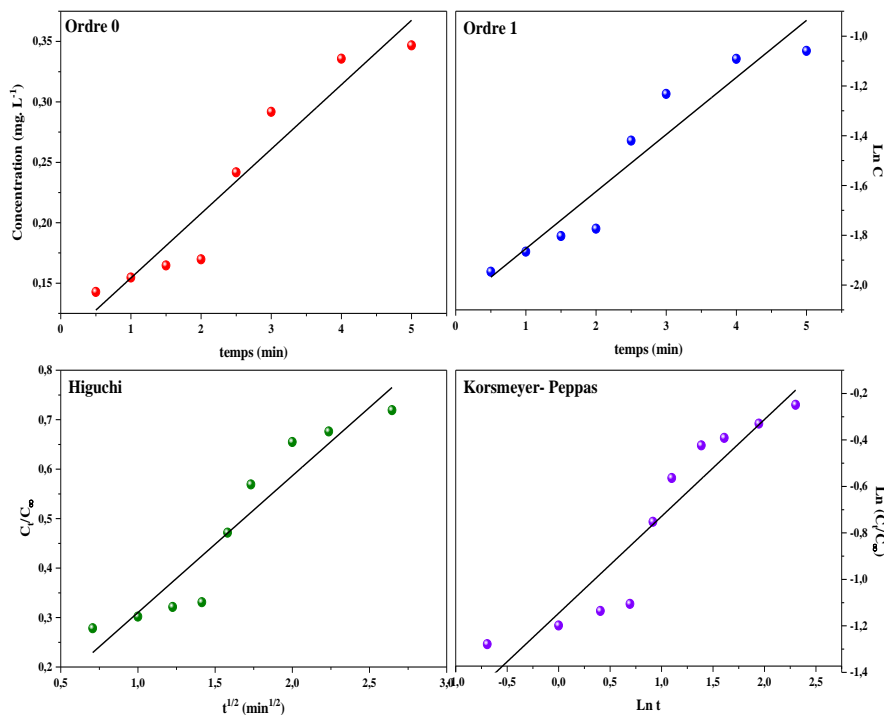 Ordre 0
Concentration (mg. L⁻¹)
0,35
0,30
0,25
0,20
0,15
0 1 2 3 4 5
temps (min)
Ordre 1
-1,0
-1,2
-1,4
-1,6
-1,8
-2,0
Ln C
0 1 2 3 4 5
temps (min)
Higuchi
Cₜ/C∞
0,8
0,7
0,6
0,5
0,4
0,3
0,2
0,5 1,0 1,5 2,0 2,5 3,0
t¹ᐟ² (min¹ᐟ²)
Korsmeyer- Peppas
-0,2
-0,4
-0,6
-0,8
-1,0
-1,2
-1,4
Ln (Cₜ/C∞)
-1,0 -0,5 0,0 0,5 1,0 1,5 2,0 2,5
Ln t